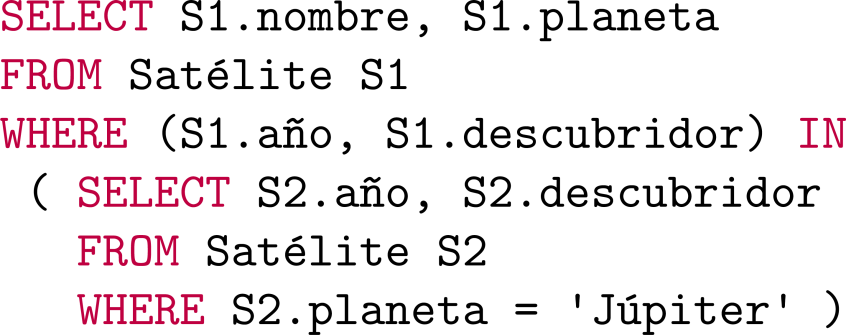 SELECT S1.nombre, S1.planeta
FROM Satélite S1
WHERE (S1.año, S1.descubridor) IN
( SELECT S2.año, S2.descubridor
FROM Satélite S2
WHERE S2.planeta = 'Júpiter' )